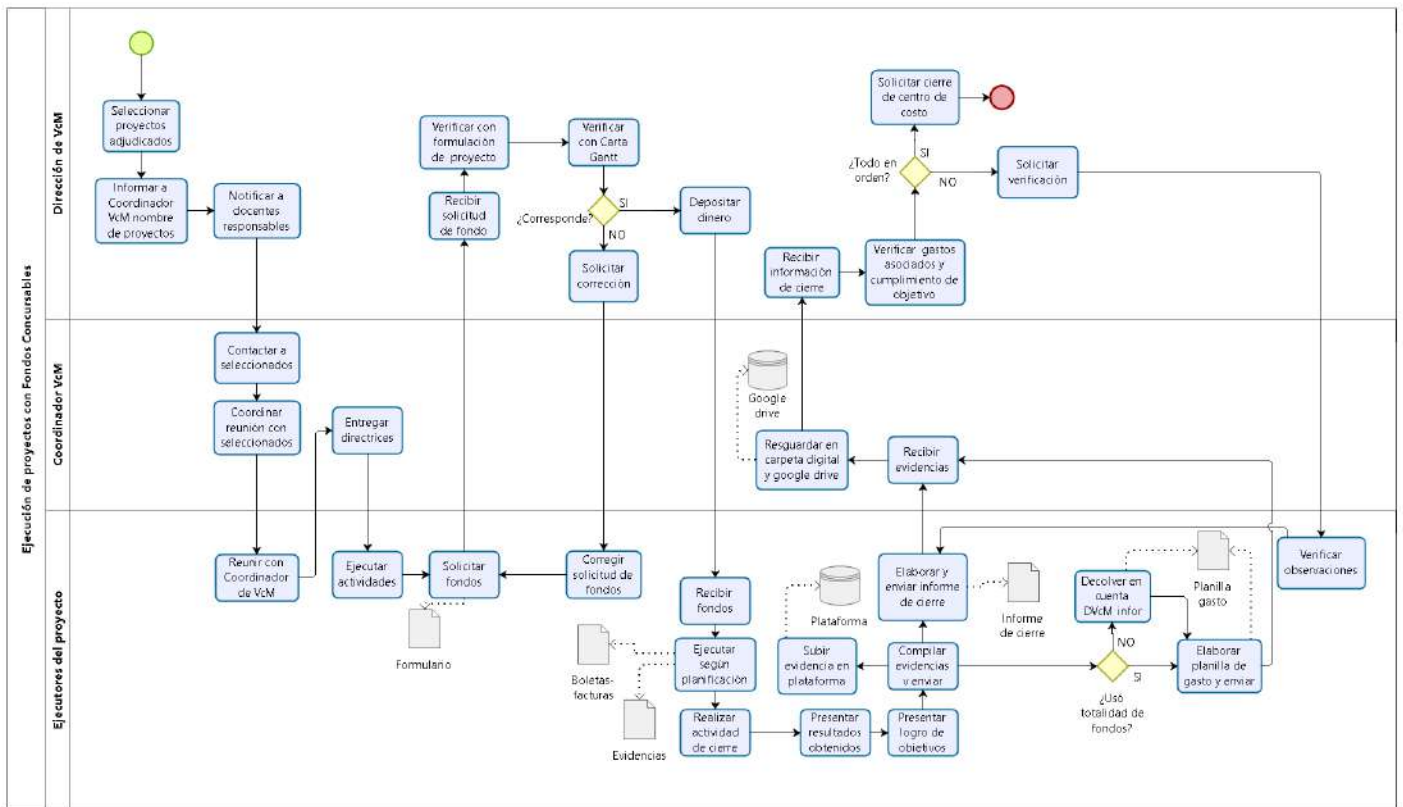 Ejecución de proyectos con Fondos Concursables
Dirección de VcM
Seleccionar
proyectos
adjudicados
Informar a
Coordinador
VcM nombre
de proyectos
Notificar a
docentes
responsables
Verificar con
formulación
de proyecto
Recibir
solicitud
de fondo
Verificar
con Carta
Gantt
¿Corresponde?
SI
NO
Solicitar
corrección
Depositar
dinero
Recibir
información
de cierre
Verificar gastos
asociados y
cumplimiento de
objetivo
¿Todo en
orden?
SI
NO
Solicitar cierre
de centro de
costo
Solicitar
verificación
Coordinador VcM
Contactar a
seleccionados
Coordinar
reunión con
seleccionados
Entregar
directrices
Google
drive
Resguardar en
carpeta digital
y google drive
Recibir
evidencias
Ejecutores del proyecto
Reunir con
Coordinador
de VcM
Ejecutar
actividades
Solicitar
fondos
Formulario
Corregir
solicitud de
fondos
Recibir
fondos
Ejecutar
según
planificación
Boletas-
facturas
Evidencias
Realizar
actividad
de cierre
Presentar
resultados
obtenidos
Presentar
logro de
objetivos
Compilar
evidencias
y enviar
Subir
evidencia en
plataforma
Plataforma
Elaborar y
enviar informe
de cierre
Informe
de cierre
¿Usó
totalidad de
fondos?
NO
SI
Decolver en
cuenta
DVcM infor
Elaborar
planilla de
gasto y enviar
Planilla
gasto
Verificar
observaciones